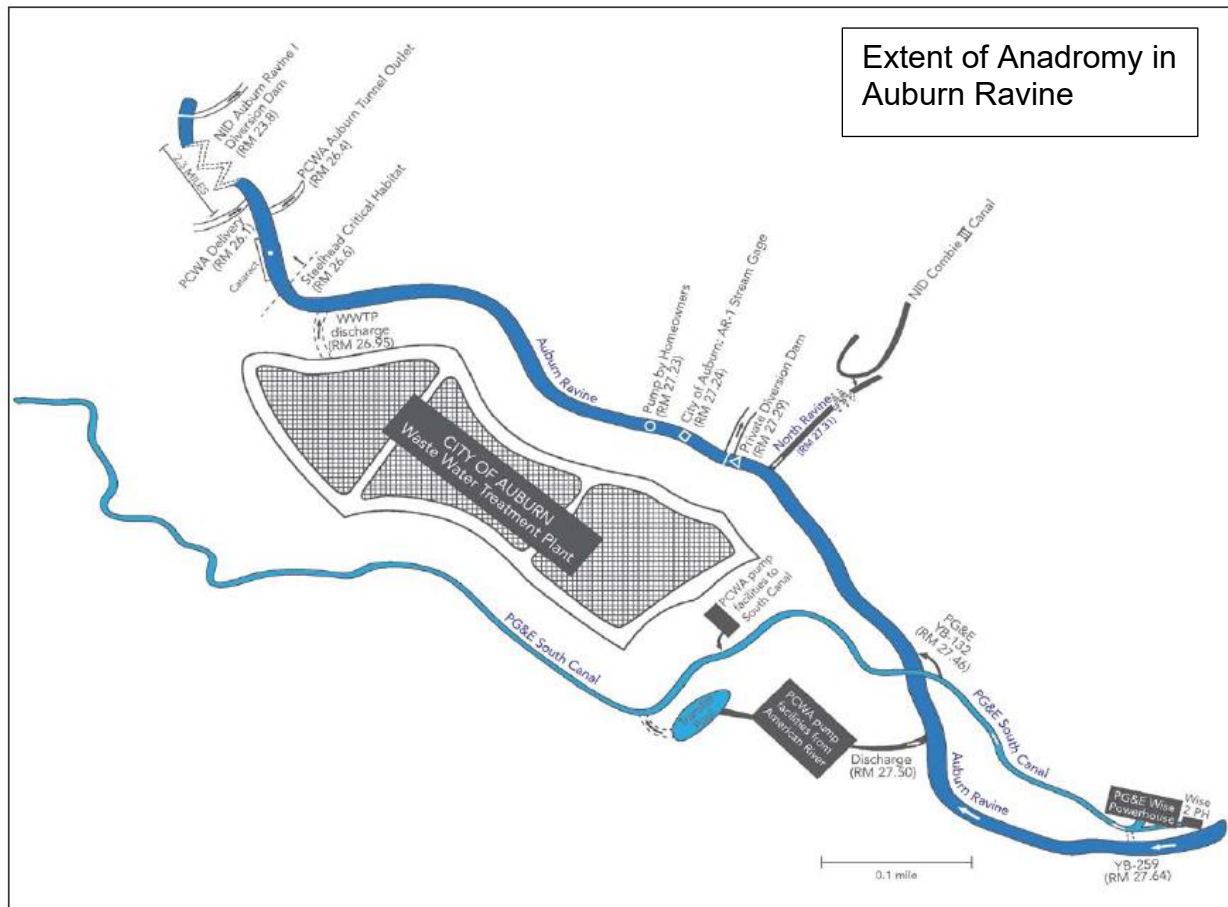 Extent of Anadromy in
Auburn Ravine
NID Auburn Ravine I
Diversion Dam
(RM 23.8)
2.3 MILES
PCWA Auburn Tunnel Outlet
(RM 26.4)
PCWA Delivery
(RM 26.1)
Cataract
Steelhead Critical Habitat
(RM 26.6)
WWTP
discharge
(RM 26.95)
Auburn Ravine
Pump by Homeowners
(RM 27.23)
City of Auburn: AR-1 Stream Gage
(RM 27.24)
Private Diversion Dam
(RM 27.29)
North Ravine
(RM 27.31)
NID Combie III Canal
CITY OF AUBURN
Waste Water Treatment Plant
PG&E South Canal
PCWA pump
facilities to
South Canal
PG&E
YB-132
(RM 27.46)
PCWA pump
facilities from
American River
Discharge
(RM 27.50)
PG&E South Canal
Auburn Ravine
PG&E Wise
Powerhouse
Wise
2 PH
YB-259
(RM 27.64)
0.1 mile